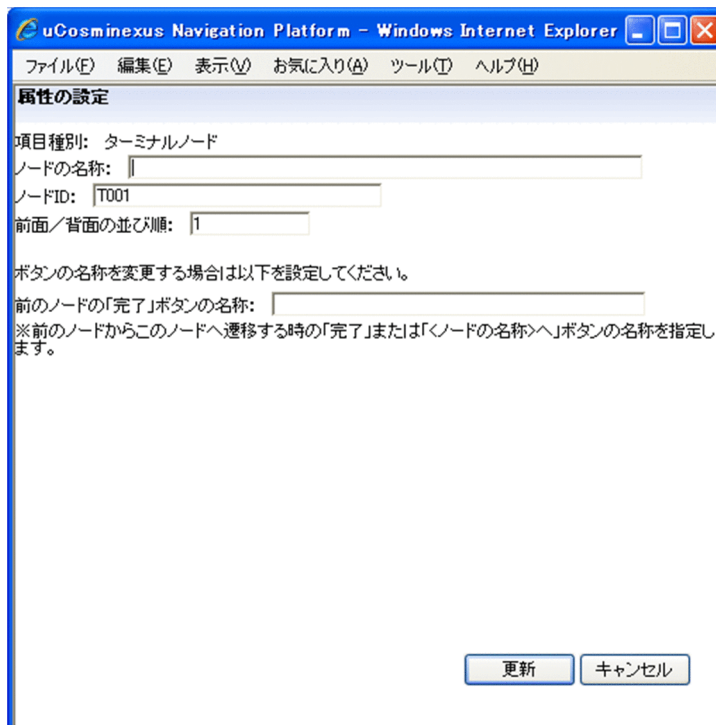 uCosminexus Navigation Platform - Windows Internet Explorer
ファイル(F) 編集(E) 表示(V) お気に入り(A) ツール(T) ヘルプ(H)
属性の設定
項目種別: ターミナルノード
ノードの名称:
ノードID: T001
前面/背面の並び順: 1
ボタンの名称を変更する場合は以下を設定してください。
前のノードの「完了」ボタンの名称:
※前のノードからこのノードへ遷移する時の「完了」または「<ノードの名称>へ」ボタンの名称を指定し
ます。
更新 キャンセル